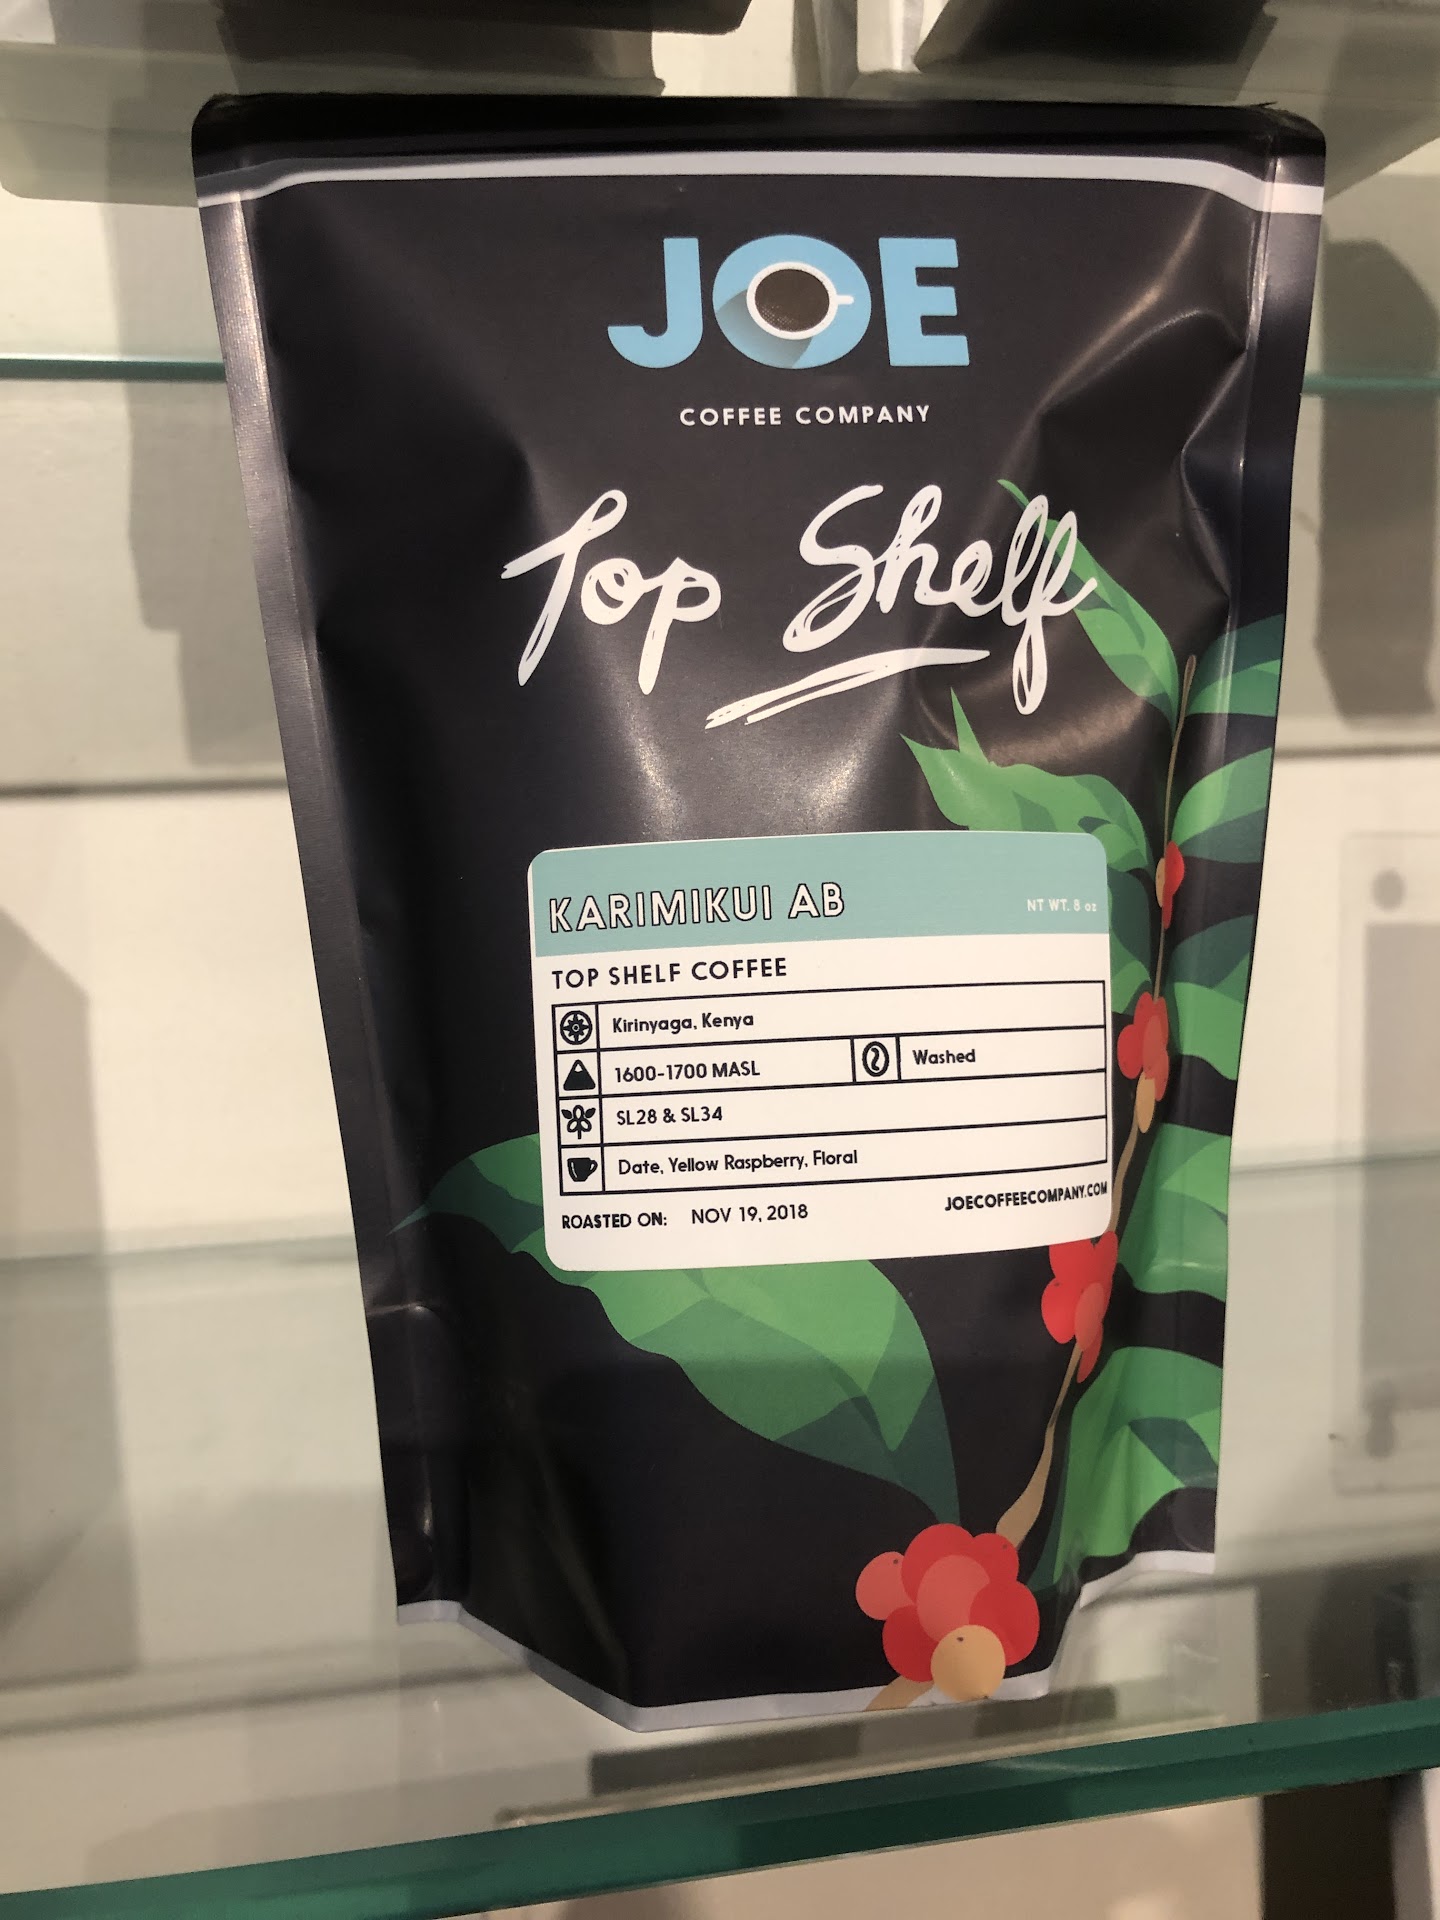 JOE
COFFEE COMPANY
Top Shelf
KARIMIKUI AB
NT WT. 8 oz
TOP SHELF COFFEE
Kirinyaga, Kenya
1600-1700 MASL
Washed
SL28 & SL34
Date, Yellow Raspberry, Floral
ROASTED ON: NOV 19, 2018
JOECOFFEECOMPANY.COM